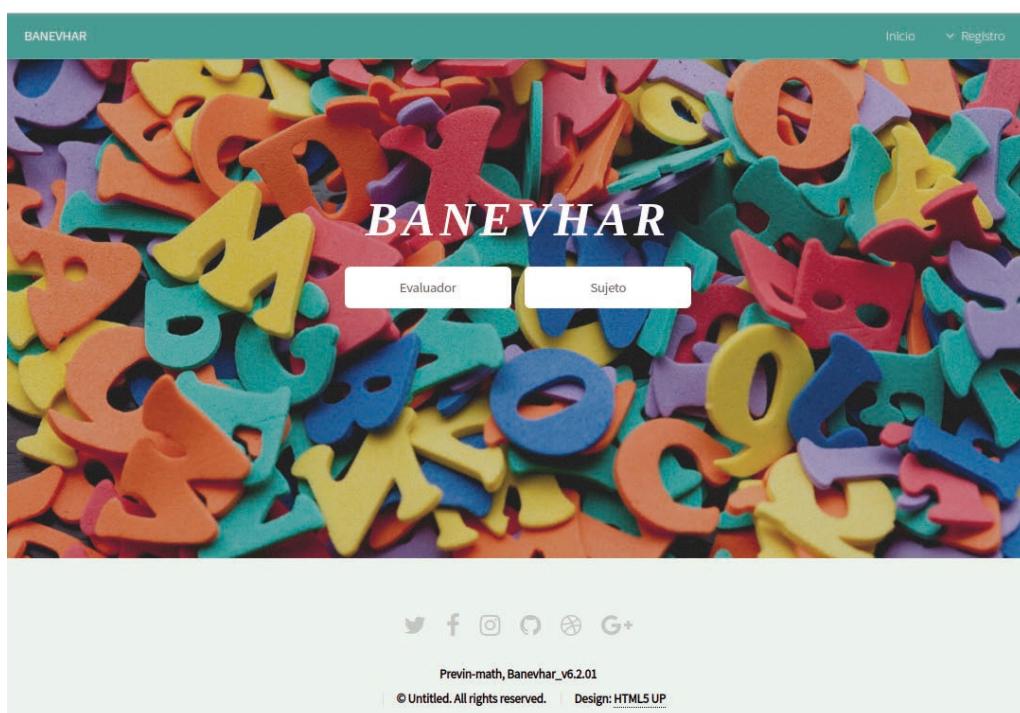 BANEVHAR Inicio Registro
BANEVHAR
Evaluador Sujeto
Previn-math, Banevhar_v6.2.01
© Untitled. All rights reserved. Design: HTML5 UP